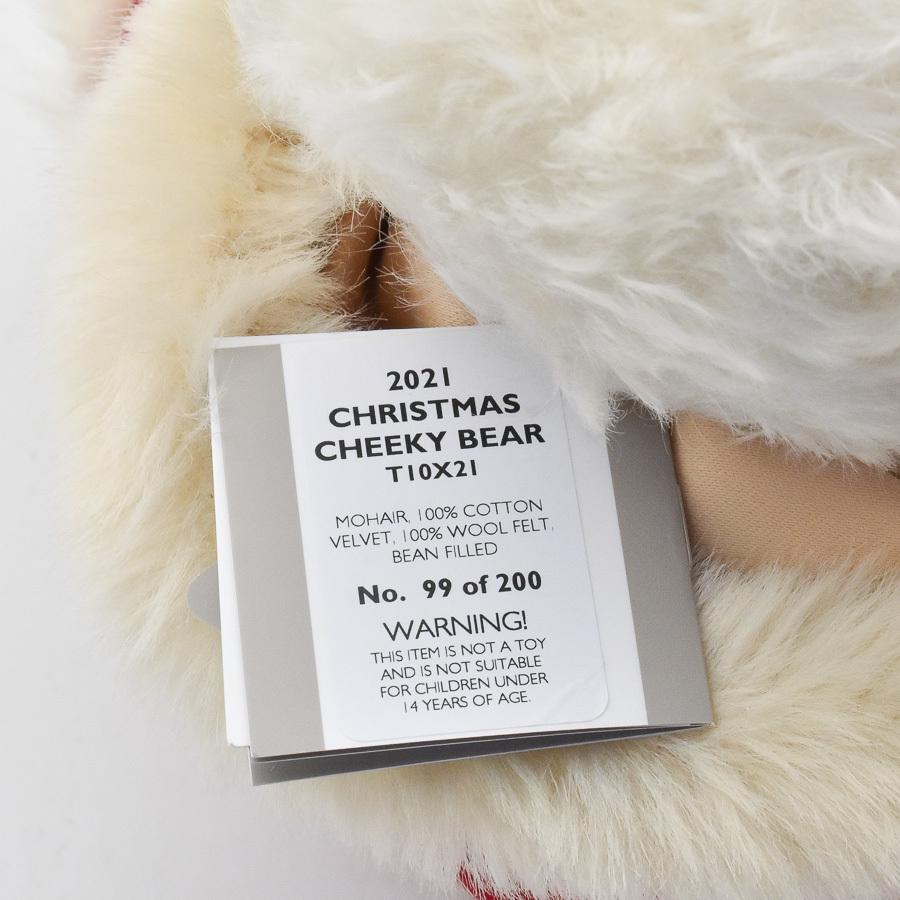 2021
CHRISTMAS
CHEEKY BEAR
T10X21
MOHAIR, 100% COTTON
VELVET, 100% WOOL FELT,
BEAN FILLED
No. 99 of 200
WARNING!
THIS ITEM IS NOT A TOY
AND IS NOT SUITABLE
FOR CHILDREN UNDER
14 YEARS OF AGE.